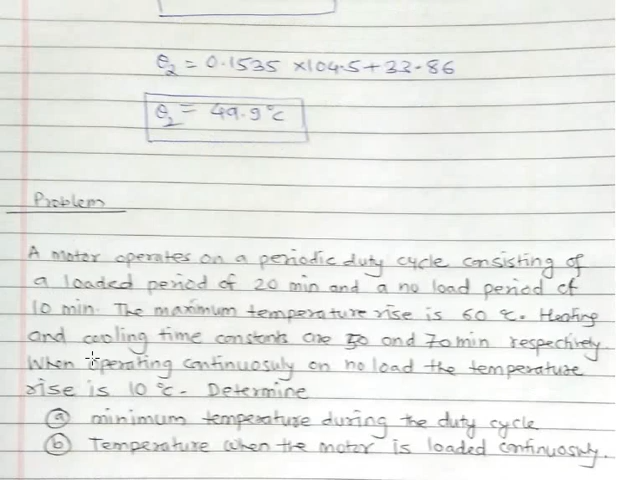 θ₂ = 0.1535 ×104.5+33.86
θ₂ = 49.9°c
Problem
A motor operates on a periodic duty cycle consisting of
a loaded period of 20 min and a no load period of
10 min. The maximum temperature rise is 60 °c. Heating
and cooling time constants are 50 and 70 min respectively.
When operating continuosuly on no load the temperature
rise is 10 °c. Determine
(a) minimum temperature during the duty cycle
(b) Temperature when the motor is loaded continuosuly.